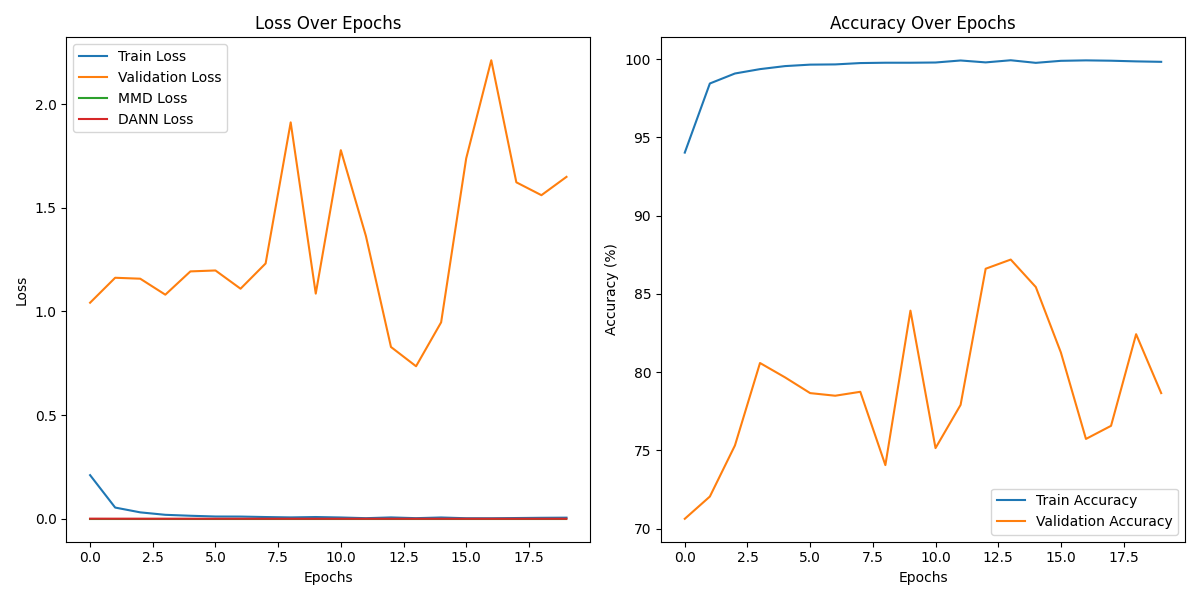 Loss Over Epochs
Train Loss
Validation Loss
MMD Loss
DANN Loss
Loss
2.0
1.5
1.0
0.5
0.0
0.0 2.5 5.0 7.5 10.0 12.5 15.0 17.5
Epochs
Accuracy Over Epochs
Accuracy (%)
100
95
90
85
80
75
70
Train Accuracy
Validation Accuracy
0.0 2.5 5.0 7.5 10.0 12.5 15.0 17.5
Epochs